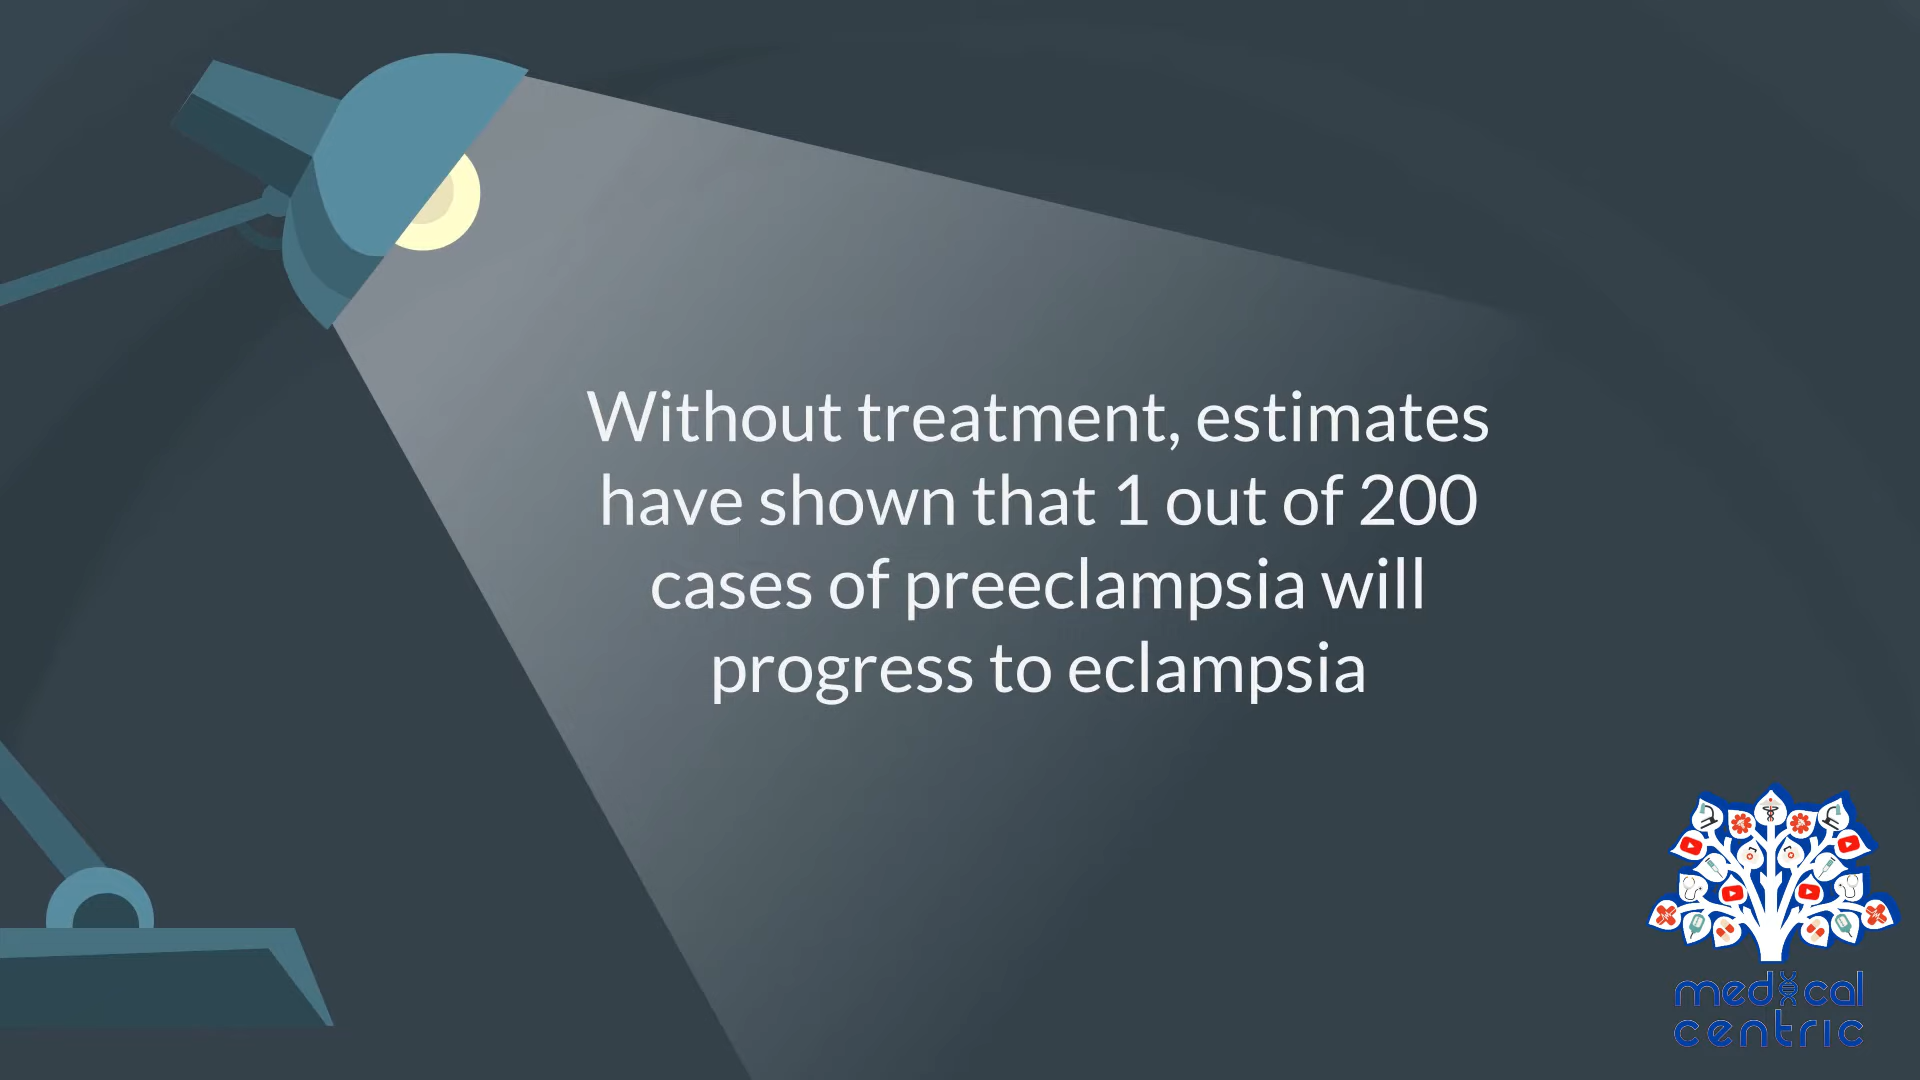 Without treatment, estimates
have shown that 1 out of 200
cases of preeclampsia will
progress to eclampsia
medical
centric